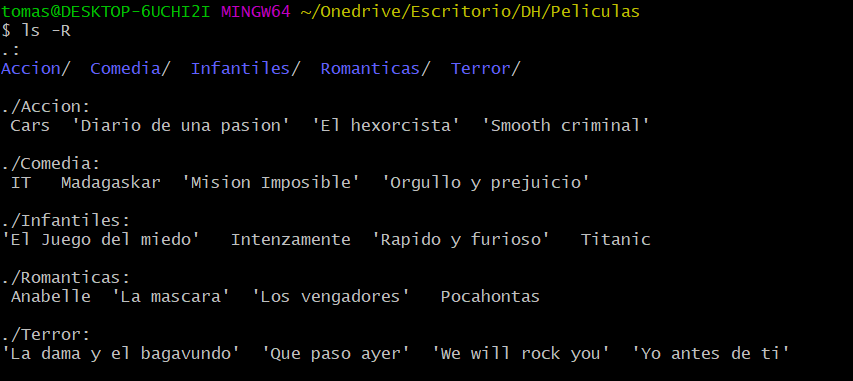 tomas@DESKTOP-6UCHI2I MINGW64 ~/Onedrive/Escritorio/DH/Peliculas
$ ls -R
.:
Accion/  Comedia/  Infantiles/  Romanticas/  Terror/

./Accion:
 Cars  'Diario de una pasion'  'El hexorcista'  'Smooth criminal'

./Comedia:
 IT   Madagaskar  'Mision Imposible'  'Orgullo y prejuicio'

./Infantiles:
'El Juego del miedo'   Intenzamente  'Rapido y furioso'   Titanic

./Romanticas:
 Anabelle  'La mascara'  'Los vengadores'   Pocahontas

./Terror:
'La dama y el bagavundo'  'Que paso ayer'  'We will rock you'  'Yo antes de ti'